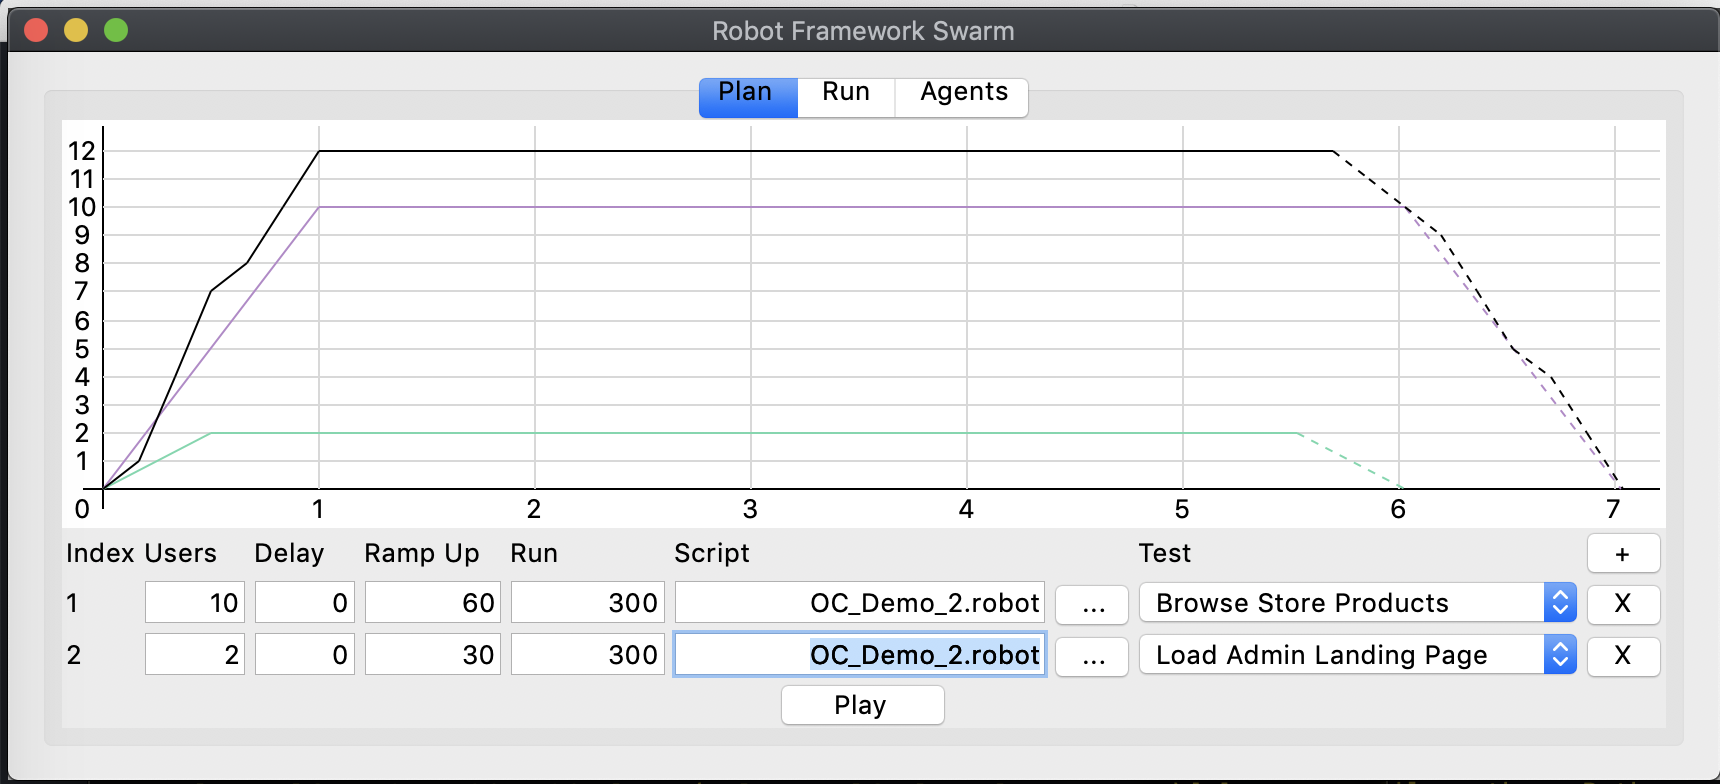 Robot Framework Swarm
Plan Run Agents
12
11
10
9
8
7
6
5
4
3
2
1
0 1 2 3 4 5 6 7
Index Users Delay Ramp Up Run Script Test +
1 10 0 60 300 OC_Demo_2.robot ... Browse Store Products X
2 2 0 30 300 OC_Demo_2.robot ... Load Admin Landing Page X
Play